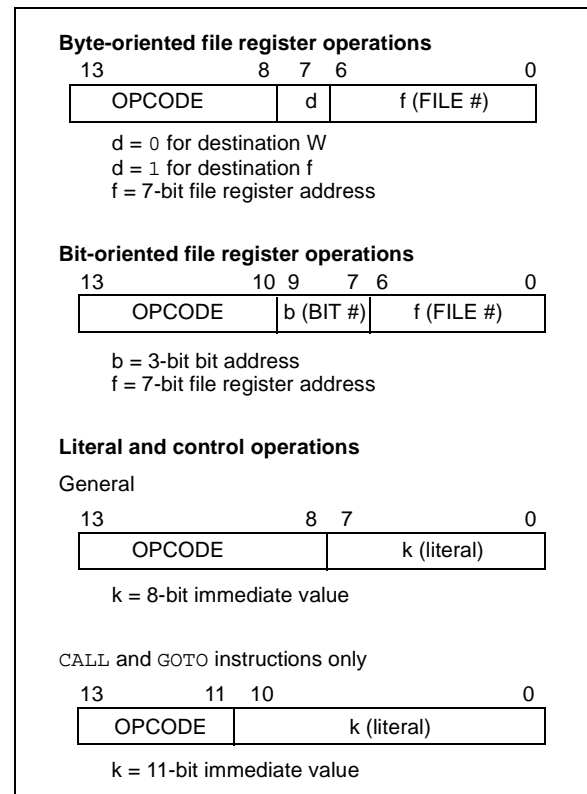 Byte-oriented file register operations
13 8 7 6 0
OPCODE d f (FILE #)
d = 0 for destination W
d = 1 for destination f
f = 7-bit file register address
Bit-oriented file register operations
13 10 9 7 6 0
OPCODE b (BIT #) f (FILE #)
b = 3-bit bit address
f = 7-bit file register address
Literal and control operations
General
13 8 7 0
OPCODE k (literal)
k = 8-bit immediate value
CALL and GOTO instructions only
13 11 10 0
OPCODE k (literal)
k = 11-bit immediate value